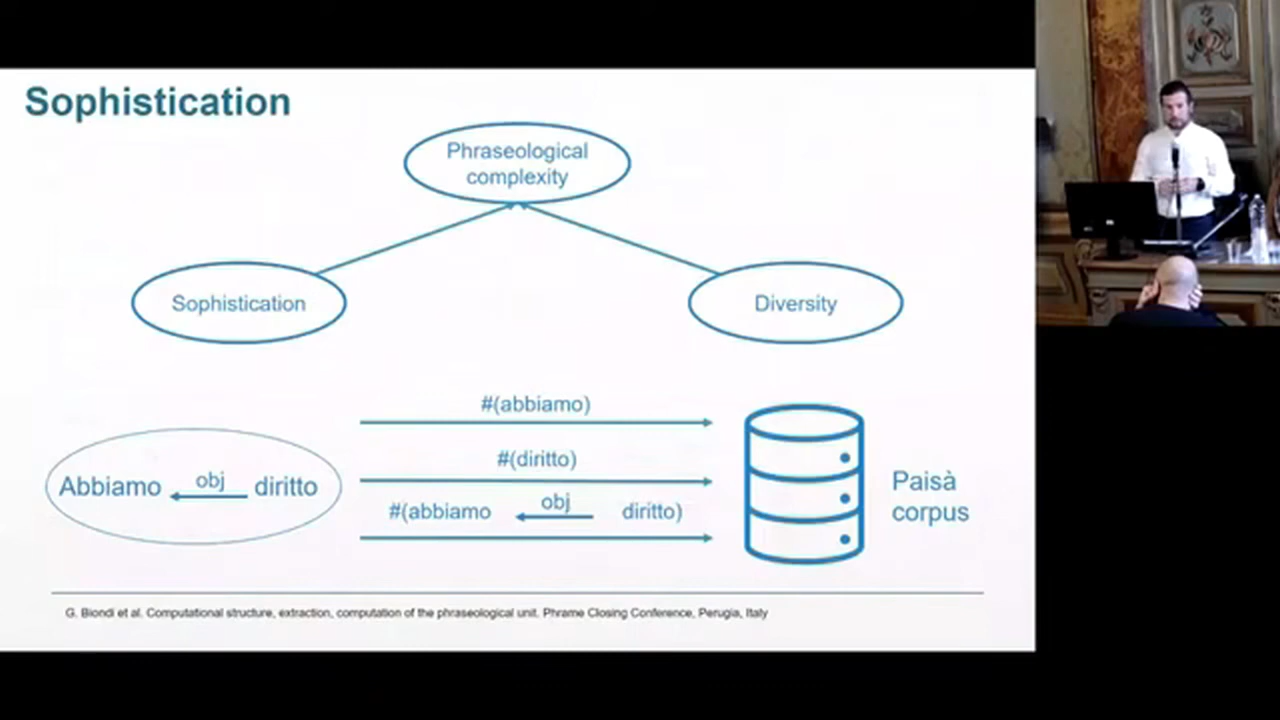 Sophistication
Phraseological
complexity
Sophistication
Diversity
#(abbiamo)
#(diritto)
Abbiamo obj diritto
#(abbiamo obj diritto)
Paisà
corpus
G. Biondi et al. Computational structure, extraction, computation of the phraseological unit. Phrame Closing Conference, Perugia, Italy